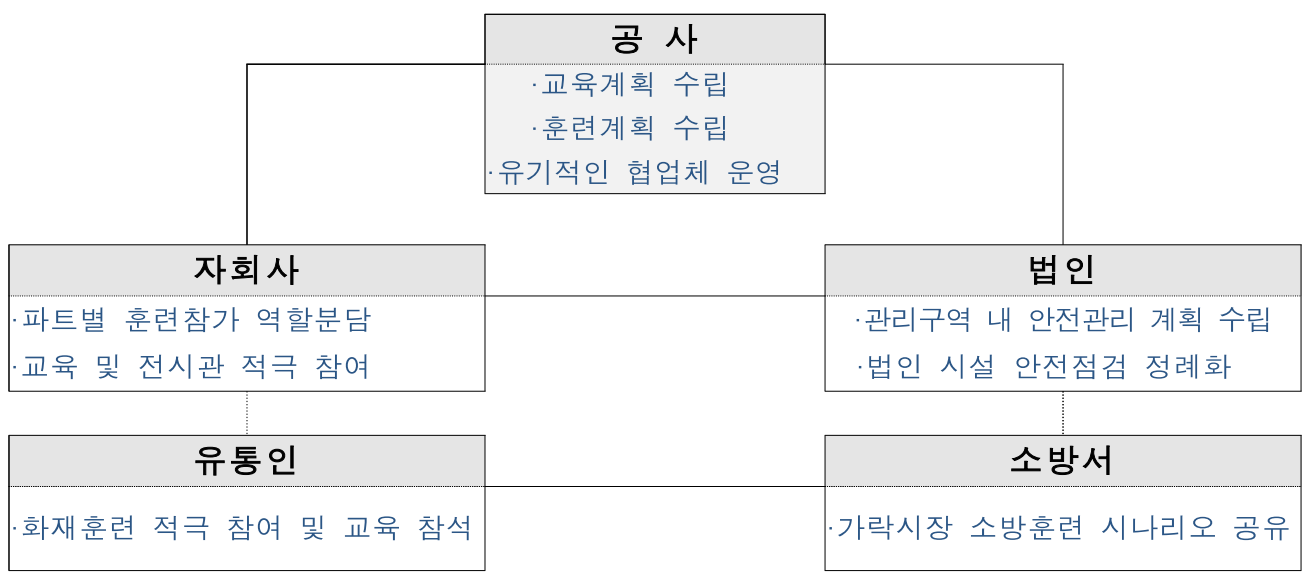 공 사
·교육계획 수립
·훈련계획 수립
·유기적인 협업체 운영
자회사
·파트별 훈련참가 역할분담
·교육 및 전시관 적극 참여
법인
·관리구역 내 안전관리 계획 수립
·법인 시설 안전점검 정례화
유통인
·화재훈련 적극 참여 및 교육 참석
소방서
·가락시장 소방훈련 시나리오 공유